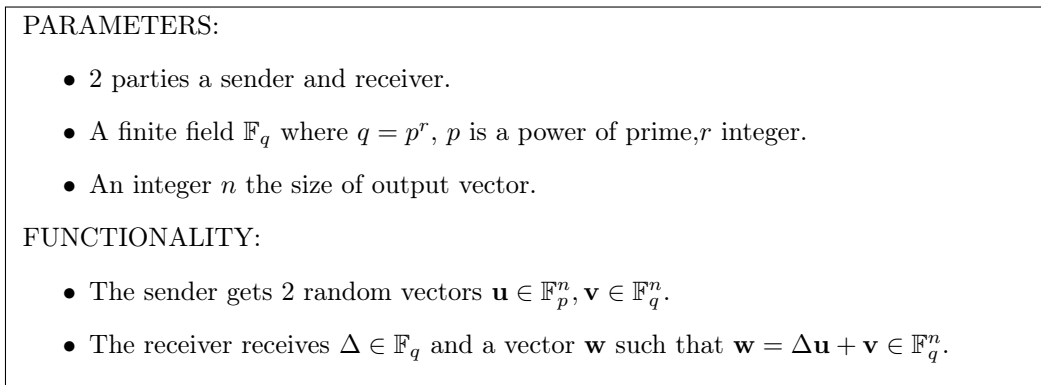 PARAMETERS:
• 2 parties a sender and receiver.
• A finite field 𝔽_q where q = p^r, p is a power of prime,r integer.
• An integer n the size of output vector.
FUNCTIONALITY:
• The sender gets 2 random vectors 𝐮 ∈ 𝔽_p^n, 𝐯 ∈ 𝔽_q^n.
• The receiver receives Δ ∈ 𝔽_q and a vector 𝐰 such that 𝐰 = Δ𝐮 + 𝐯 ∈ 𝔽_q^n.